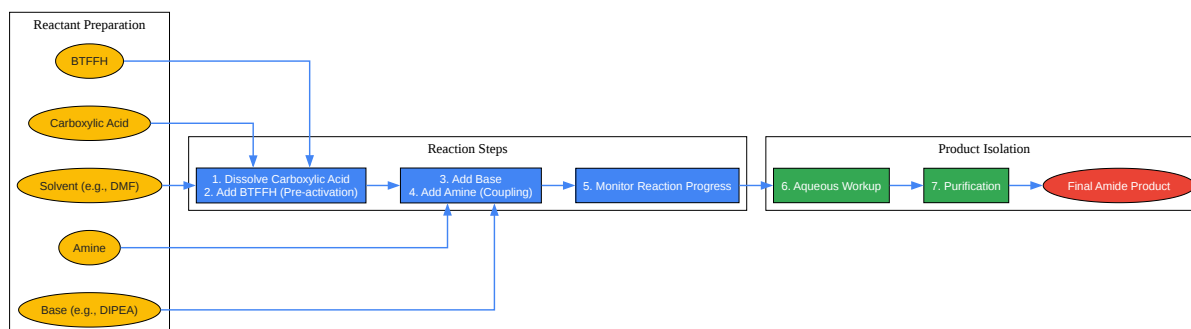 Reactant Preparation
BTFFH
Carboxylic Acid
Solvent (e.g., DMF)
Amine
Base (e.g., DIPEA)
Reaction Steps
1. Dissolve Carboxylic Acid
2. Add BTFFH (Pre-activation)
3. Add Base
4. Add Amine (Coupling)
5. Monitor Reaction Progress
Product Isolation
6. Aqueous Workup
7. Purification
Final Amide Product